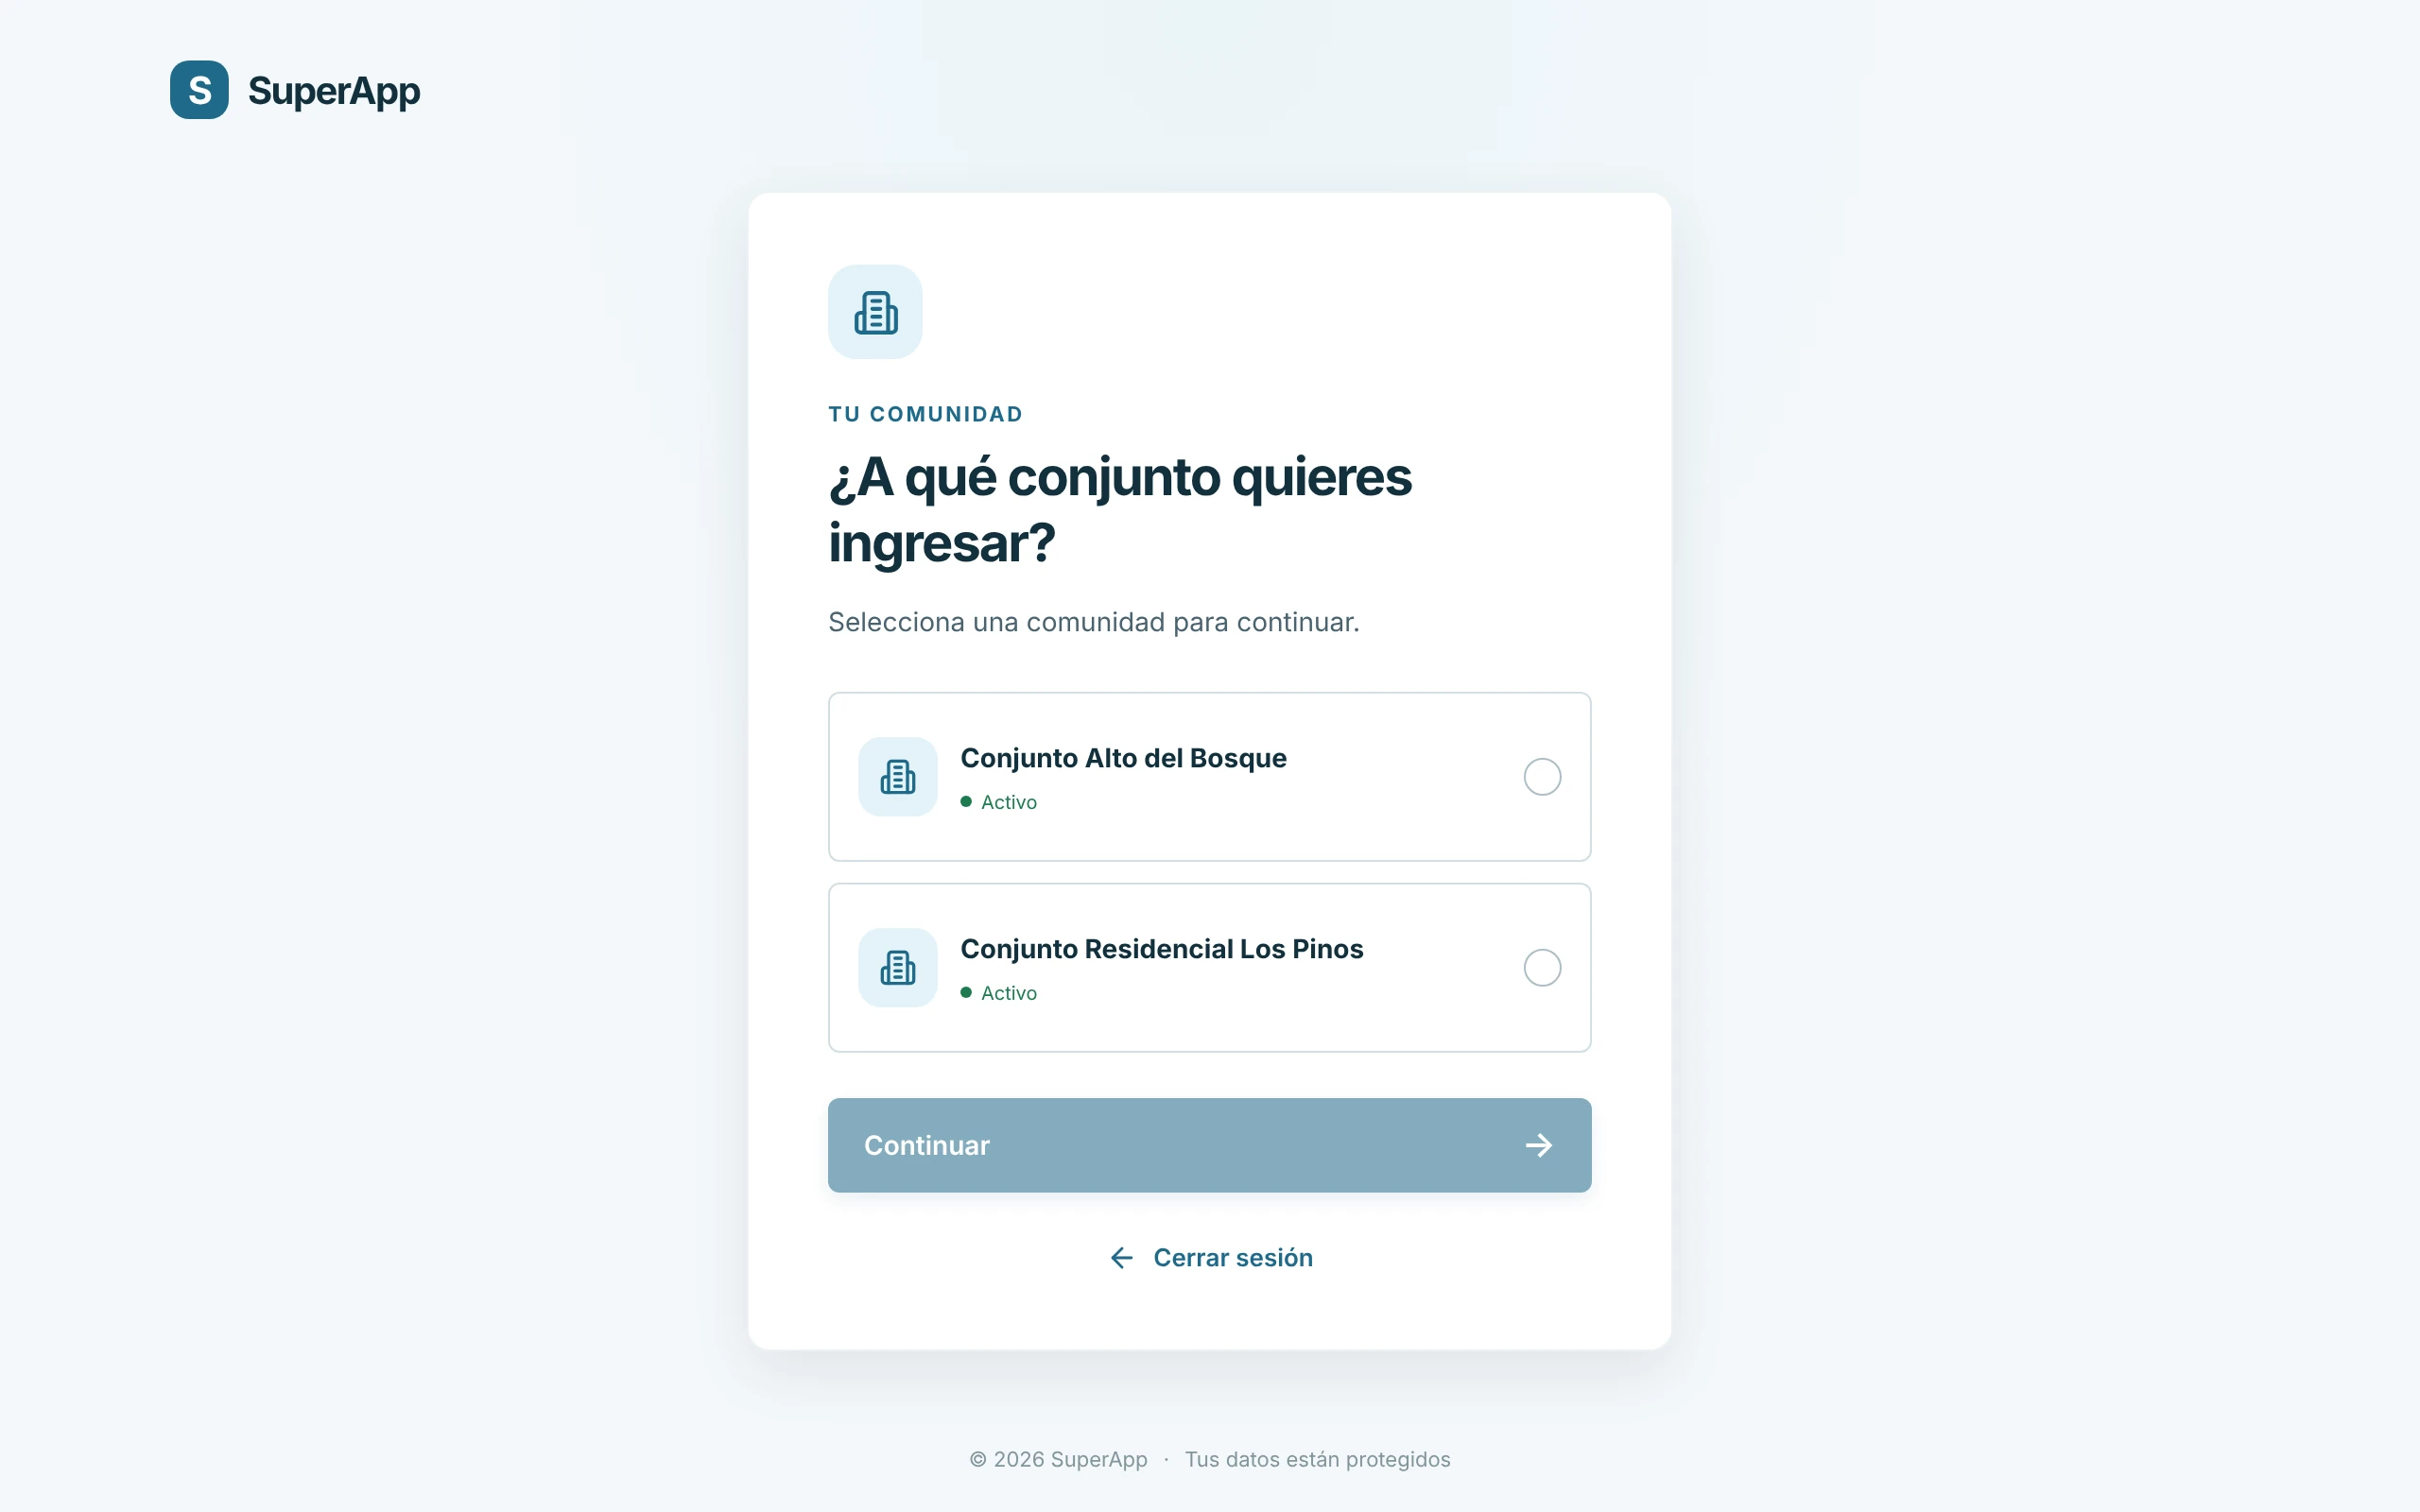 S SuperApp
TU COMUNIDAD
¿A qué conjunto quieres
ingresar?
Selecciona una comunidad para continuar.
Conjunto Alto del Bosque
Activo
Conjunto Residencial Los Pinos
Activo
Continuar
Cerrar sesión
© 2026 SuperApp · Tus datos están protegidos